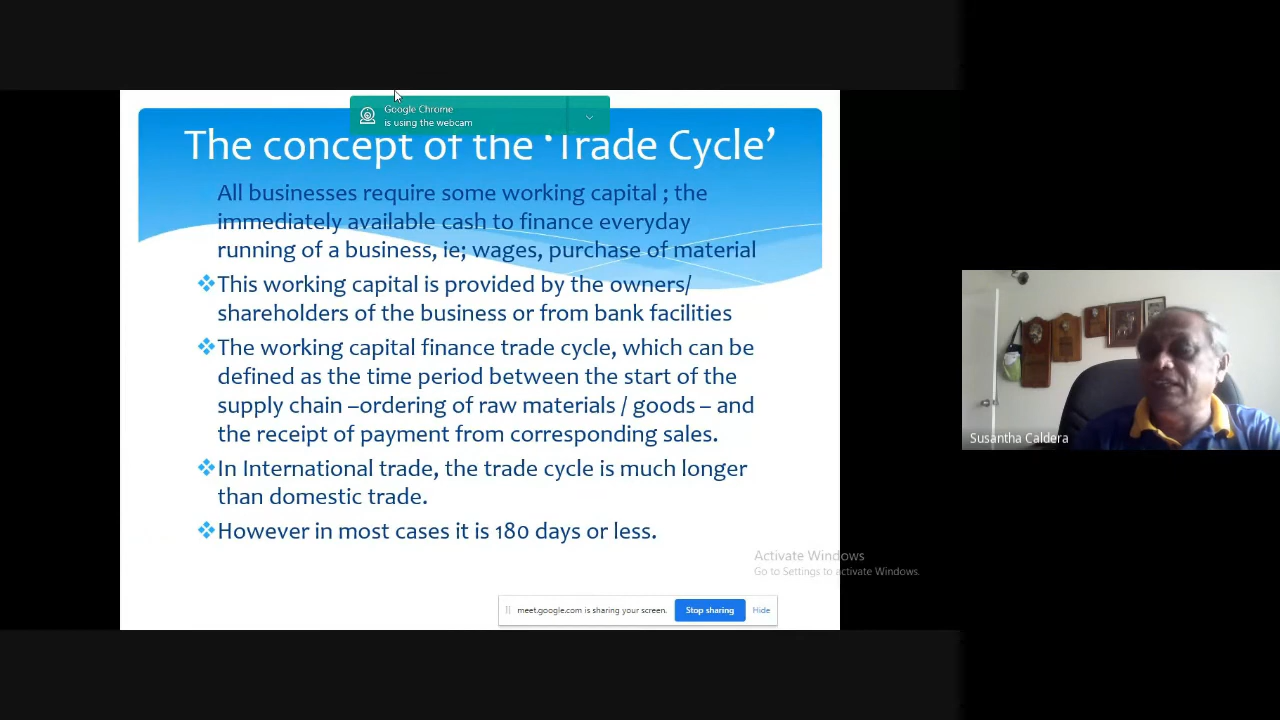 Google Chrome
is using the webcam
The concept of the ‘Trade Cycle’
All businesses require some working capital ; the
immediately available cash to finance everyday
running of a business, ie; wages, purchase of material
❖This working capital is provided by the owners/
shareholders of the business or from bank facilities
❖The working capital finance trade cycle, which can be
defined as the time period between the start of the
supply chain –ordering of raw materials / goods – and
the receipt of payment from corresponding sales.
❖In International trade, the trade cycle is much longer
than domestic trade.
❖However in most cases it is 180 days or less.
Activate Windows
Go to Settings to activate Windows.
meet.google.com is sharing your screen. Stop sharing Hide
Susantha Caldera